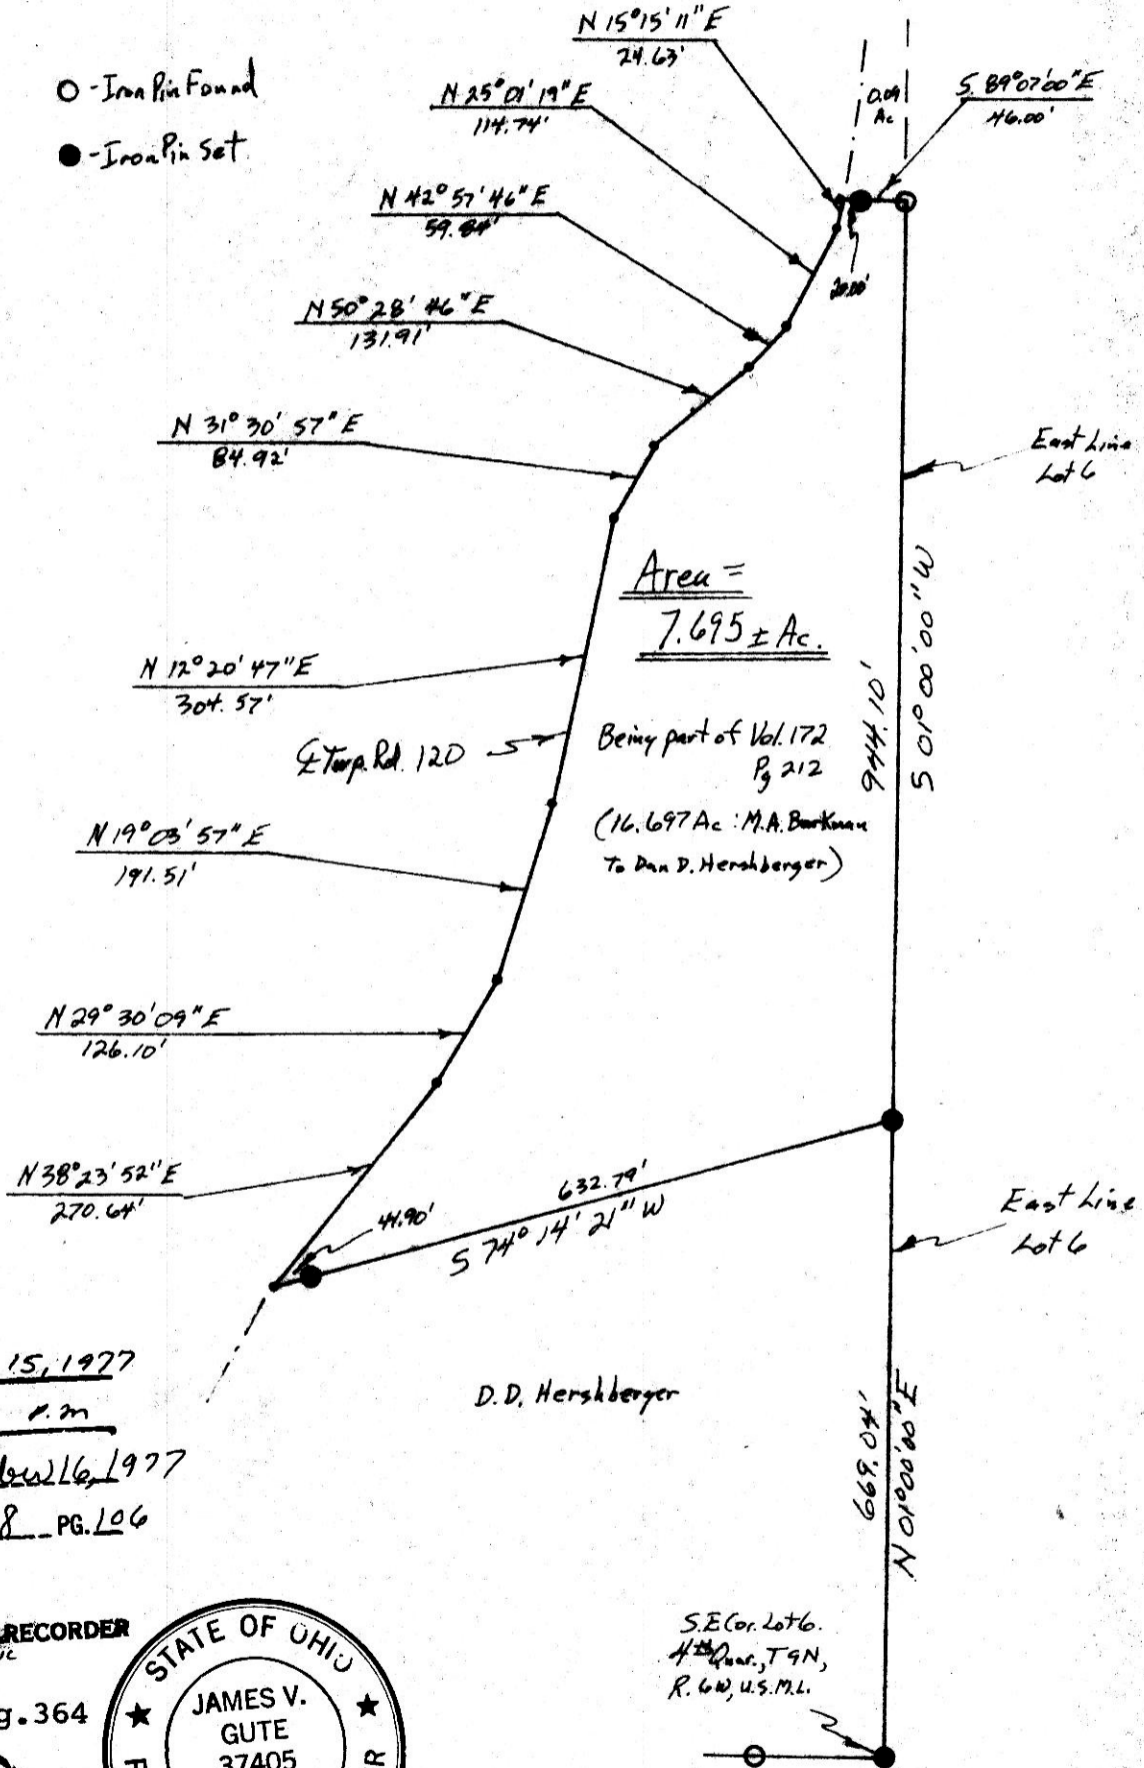 N 15° 15' 11" E
24.63'
O - Iron Pin Found
● - Iron Pin Set
N 25° 01' 19" E
114.74'
0.09
Ac
S. 89° 07' 00" E
46.00'
N 42° 57' 46" E
59.84'
20.00'
N 50° 28' 46" E
131.91'
N 31° 30' 57" E
84.92'
East Line
Lot 6
Area =
7.695 ± Ac.
N 12° 20' 47" E
304.57'
944.10'
S 01° 00' 00" W
℄ Twp. Rd. 120
Being part of Vol. 172
Pg 212
(16.697 Ac : M.A. Barkman
To Dan D. Hershberger)
N 19° 03' 57" E
191.51'
N 29° 30' 09" E
126.10'
N 38° 23' 52" E
270.64'
632.79'
S 74° 14' 21" W
41.90'
East Line
Lot 6
15, 1977
P.M
16, 1977
8 PG. 106
D.D. Hershberger
669.04'
N 01° 00' 00" E
RECORDER
g. 364
STATE OF OHIO
JAMES V.
GUTE
37405
S.E. Cor. Lot 6.
4th Quar., T 9N,
R. 6W, U.S.M.L.